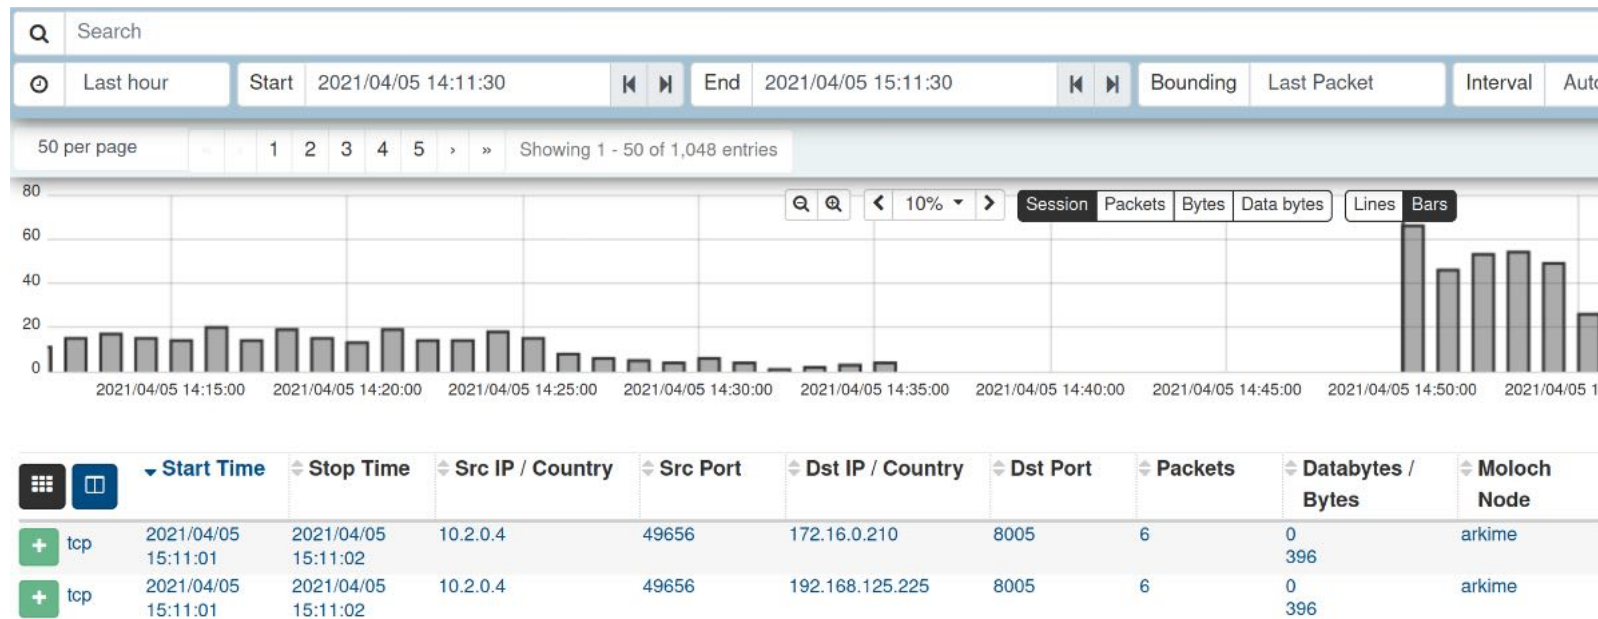 Search
Last hour Start 2021/04/05 14:11:30 End 2021/04/05 15:11:30 Bounding Last Packet Interval Auto
50 per page « ‹ 1 2 3 4 5 › » Showing 1 - 50 of 1,048 entries
80
10% Session Packets Bytes Data bytes Lines Bars
60
40
20
0
2021/04/05 14:15:00 2021/04/05 14:20:00 2021/04/05 14:25:00 2021/04/05 14:30:00 2021/04/05 14:35:00 2021/04/05 14:40:00 2021/04/05 14:45:00 2021/04/05 14:50:00 2021/04/05 1
Start Time Stop Time Src IP / Country Src Port Dst IP / Country Dst Port Packets Databytes / Moloch
Bytes Node
tcp 2021/04/05 2021/04/05 10.2.0.4 49656 172.16.0.210 8005 6 0 arkime
15:11:01 15:11:02 396
tcp 2021/04/05 2021/04/05 10.2.0.4 49656 192.168.125.225 8005 6 0 arkime
15:11:01 15:11:02 396